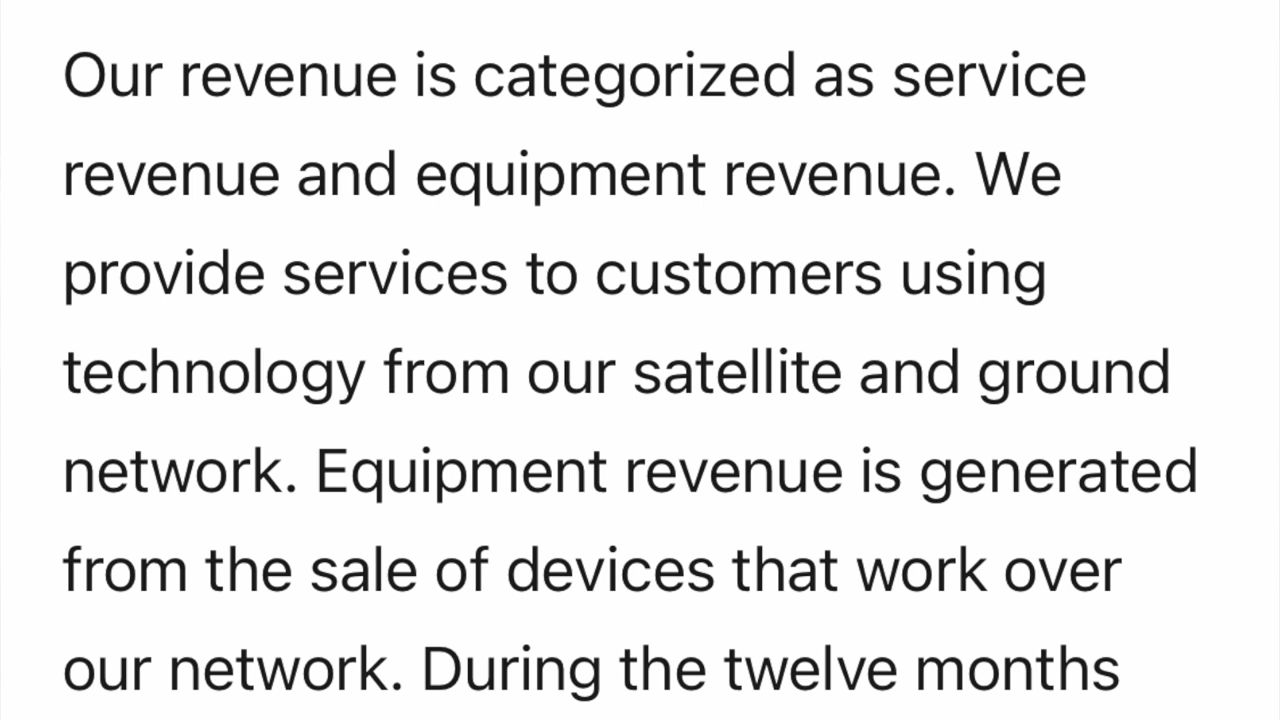 Our revenue is categorized as service
revenue and equipment revenue. We
provide services to customers using
technology from our satellite and ground
network. Equipment revenue is generated
from the sale of devices that work over
our network. During the twelve months